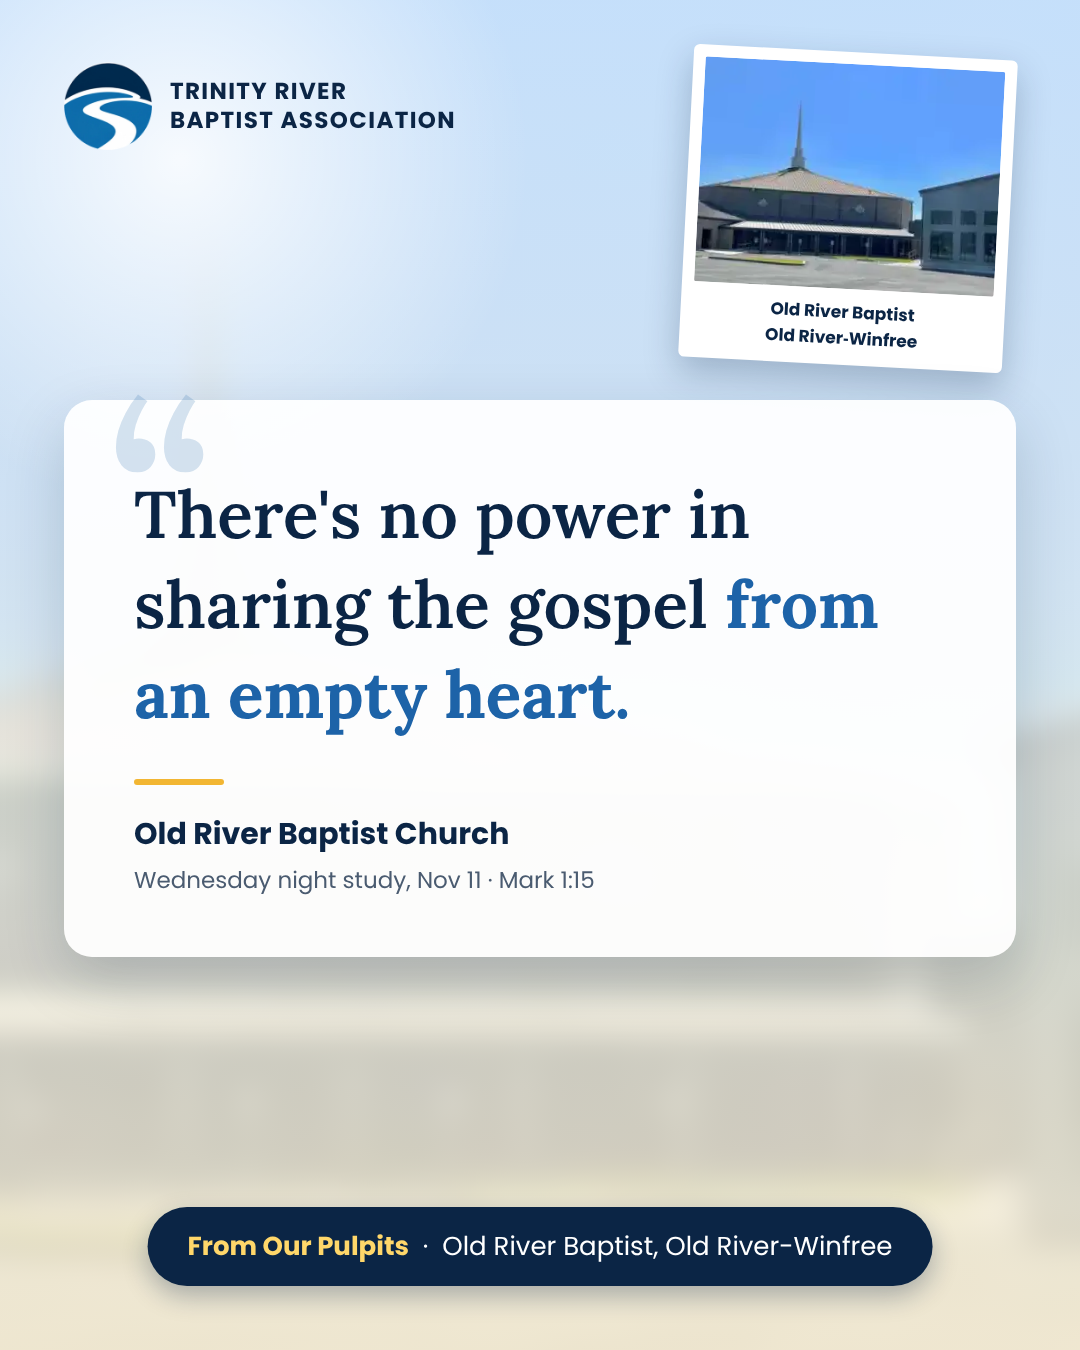 TRINITY RIVER
BAPTIST ASSOCIATION
Old River Baptist
Old River-Winfree
“
There's no power in
sharing the gospel from
an empty heart.
Old River Baptist Church
Wednesday night study, Nov 11 · Mark 1:15
From Our Pulpits · Old River Baptist, Old River-Winfree